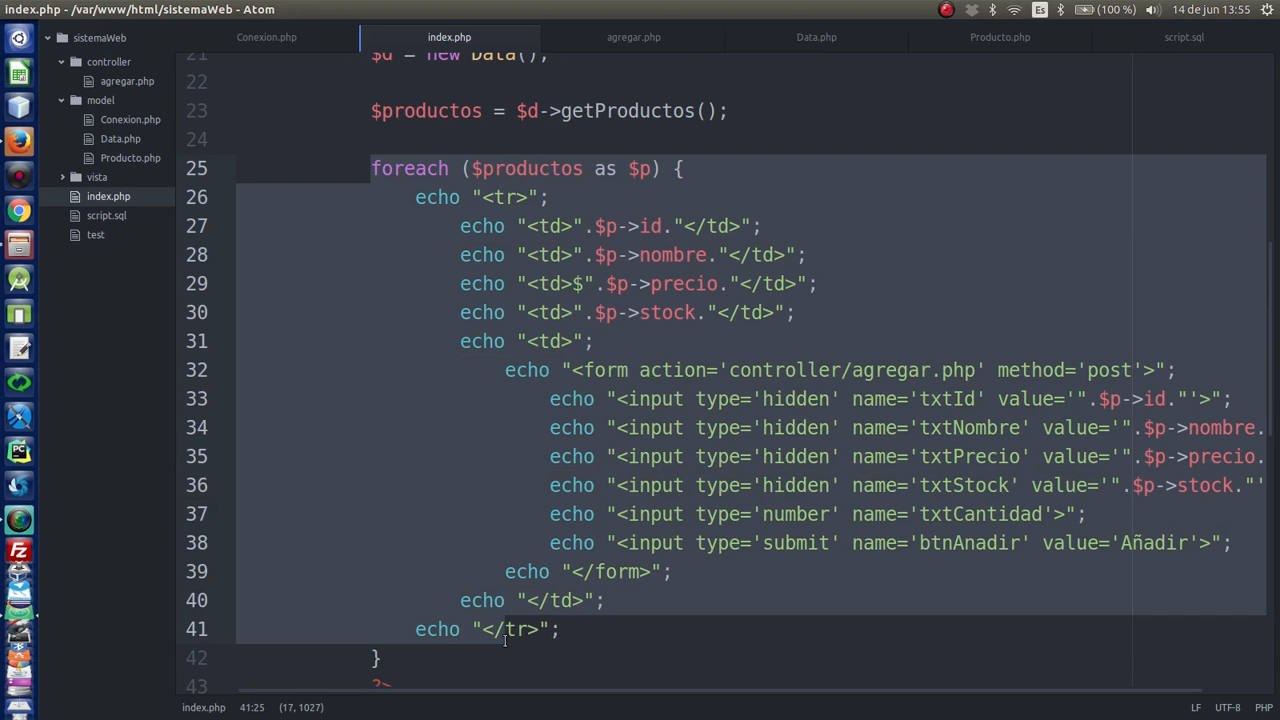 index.php - /var/www/html/sistemaWeb - Atom
Es
(100 %)
14 de jun 13:55
sistemaWeb
controller
agregar.php
model
Conexion.php
Data.php
Producto.php
vista
index.php
script.sql
test
Conexion.php
index.php
agregar.php
Data.php
Producto.php
script.sql
21 $d = new Data();
22
23 $productos = $d->getProductos();
24
25 foreach ($productos as $p) {
26 echo "<tr>";
27 echo "<td>".$p->id."</td>";
28 echo "<td>".$p->nombre."</td>";
29 echo "<td>$".$p->precio."</td>";
30 echo "<td>".$p->stock."</td>";
31 echo "<td>";
32 echo "<form action='controller/agregar.php' method='post'>";
33 echo "<input type='hidden' name='txtId' value='".$p->id."'>";
34 echo "<input type='hidden' name='txtNombre' value='".$p->nombre.
35 echo "<input type='hidden' name='txtPrecio' value='".$p->precio.
36 echo "<input type='hidden' name='txtStock' value='".$p->stock."'
37 echo "<input type='number' name='txtCantidad'>";
38 echo "<input type='submit' name='btnAnadir' value='Añadir'>";
39 echo "</form>";
40 echo "</td>";
41 echo "</tr>";
42 }
43 ?>
index.php 41:25 (17, 1027)
LF UTF-8 PHP
PC
FZ